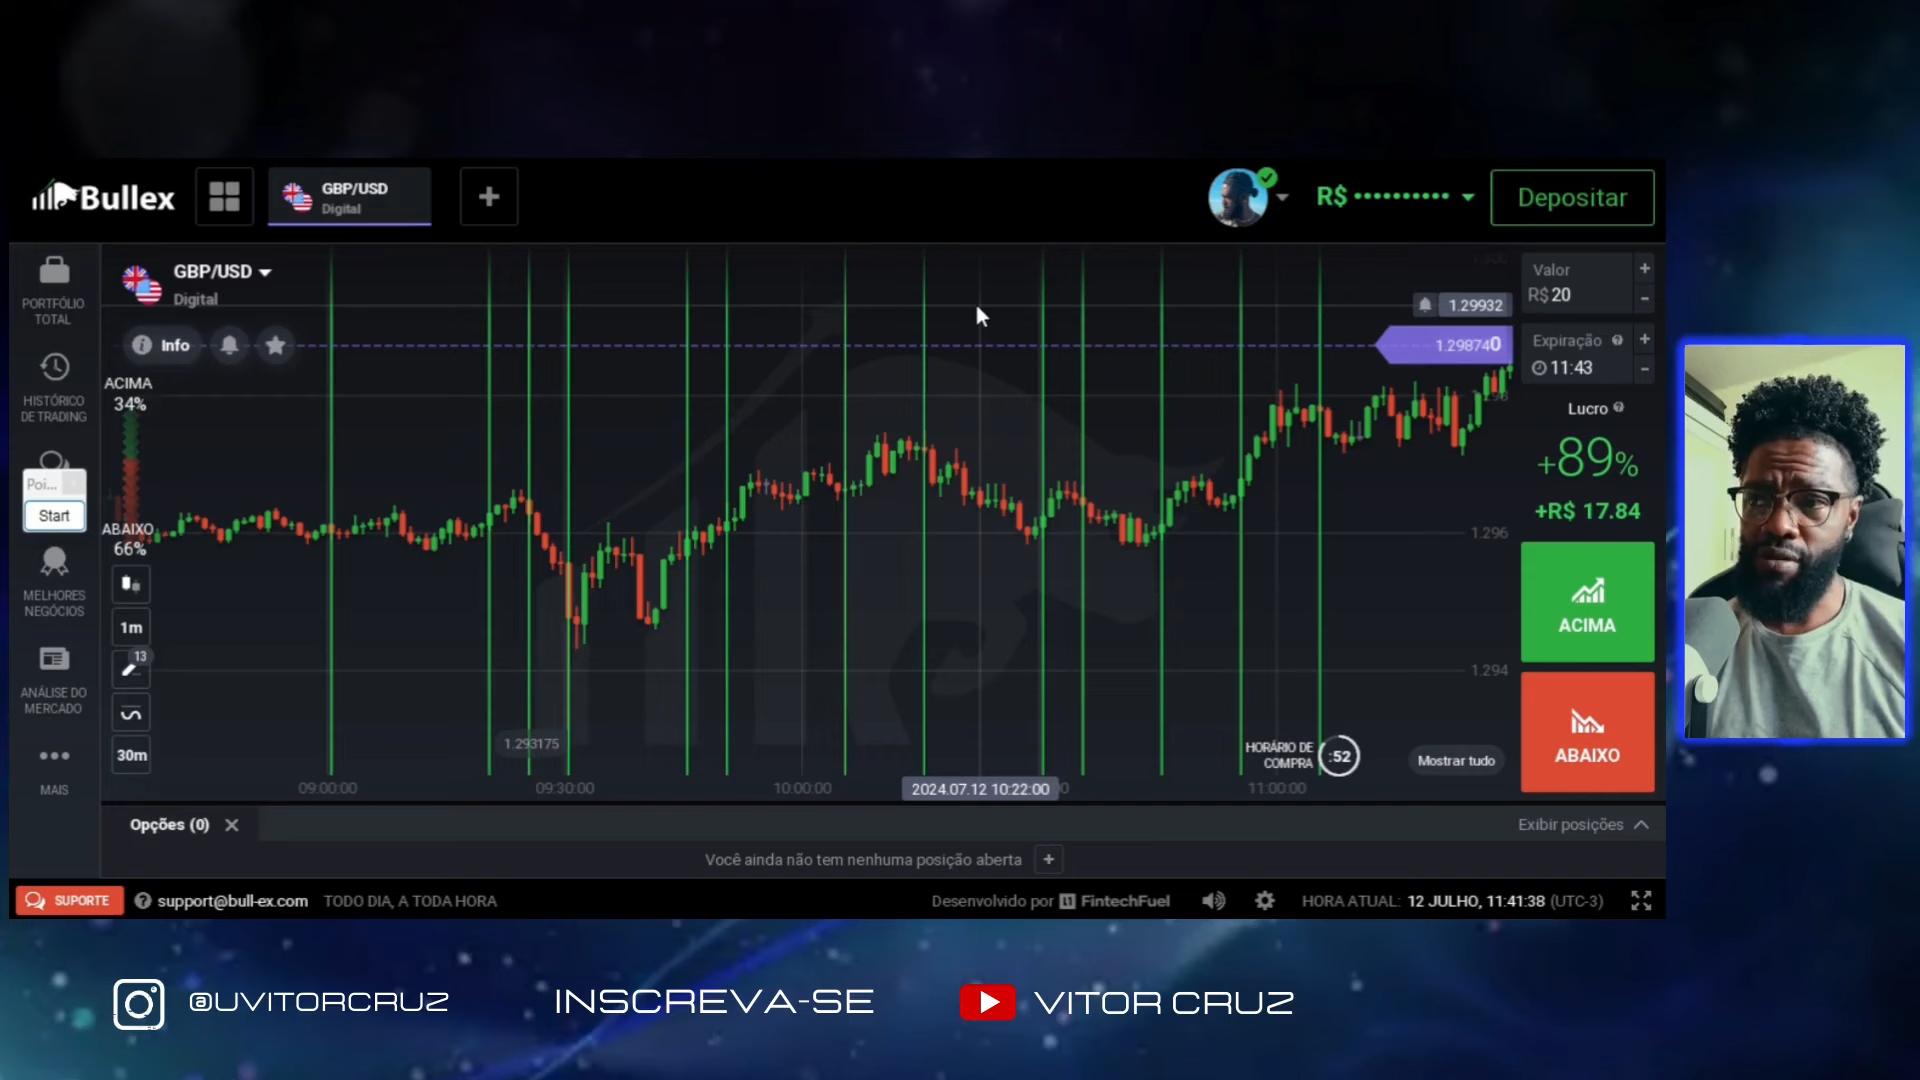 Bullex
GBP/USD
Digital
R$ ••••••••••
Depositar
PORTFÓLIO
TOTAL
HISTÓRICO
DE TRADING
Poi...
Start
MELHORES
NEGÓCIOS
ANÁLISE DO
MERCADO
MAIS
GBP/USD
Digital
Info
ACIMA
34%
ABAIXO
66%
1m
13
30m
1.293175
1.29932
1.298740
1.298
1.296
1.294
HORÁRIO DE
COMPRA
:52
Mostrar tudo
09:00:00
09:30:00
10:00:00
2024.07.12 10:22:00
11:00:00
Valor
R$ 20
+
-
Expiração
11:43
+
-
Lucro
+89%
+R$ 17.84
ACIMA
ABAIXO
Opções (0)
Exibir posições
Você ainda não tem nenhuma posição aberta +
SUPORTE
support@bull-ex.com
TODO DIA, A TODA HORA
Desenvolvido por FintechFuel
HORA ATUAL: 12 JULHO, 11:41:38 (UTC-3)
@UVITORCRUZ
INSCREVA-SE
VITOR CRUZ